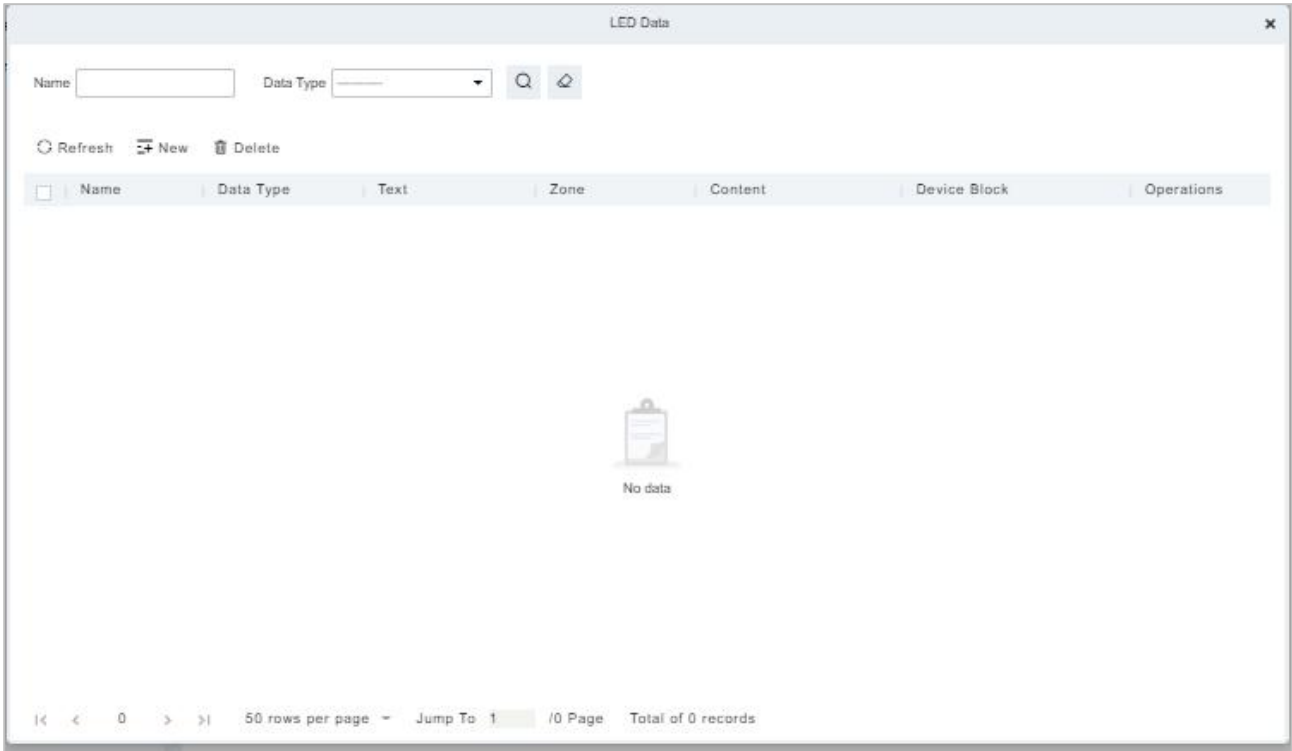 LED Data
Name Data Type ----------
Refresh New Delete
Name Data Type Text Zone Content Device Block Operations
No data
0 50 rows per page Jump To 1 /0 Page Total of 0 records